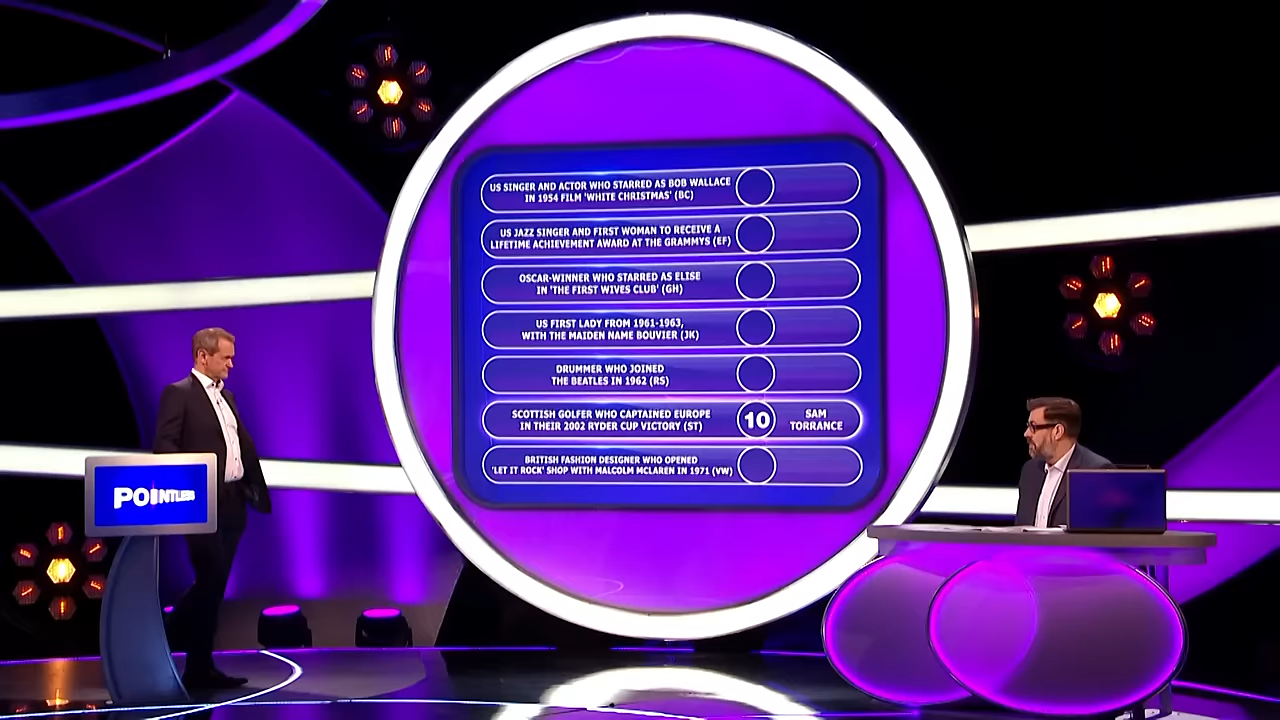 US SINGER AND ACTOR WHO STARRED AS BOB WALLACE
IN 1954 FILM 'WHITE CHRISTMAS' (BC)
US JAZZ SINGER AND FIRST WOMAN TO RECEIVE A
LIFETIME ACHIEVEMENT AWARD AT THE GRAMMYS (EF)
OSCAR-WINNER WHO STARRED AS ELISE
IN 'THE FIRST WIVES CLUB' (GH)
US FIRST LADY FROM 1961-1963,
WITH THE MAIDEN NAME BOUVIER (JK)
DRUMMER WHO JOINED
THE BEATLES IN 1962 (RS)
SCOTTISH GOLFER WHO CAPTAINED EUROPE
IN THEIR 2002 RYDER CUP VICTORY (ST)
10
SAM
TORRANCE
BRITISH FASHION DESIGNER WHO OPENED
'LET IT ROCK' SHOP WITH MALCOLM MCLAREN IN 1971 (VW)
POINTLESS